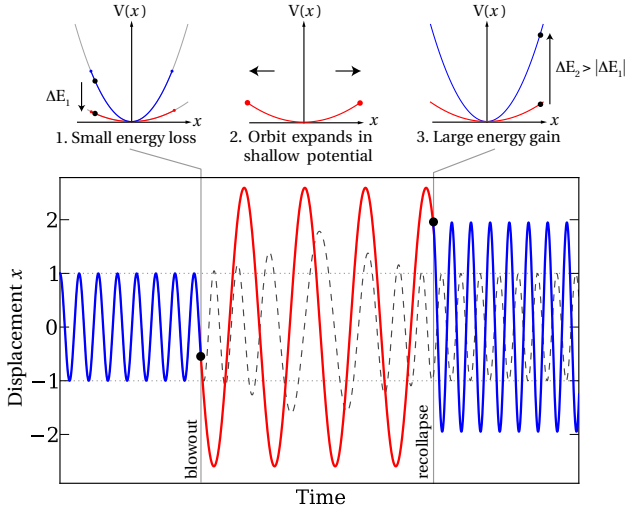 V(x)
V(x)
V(x)
ΔE₁
ΔE₂ > |ΔE₁|
x
x
x
1. Small energy loss
2. Orbit expands in
shallow potential
3. Large energy gain
Displacement x
2
1
0
−1
−2
blowout
recollapse
Time